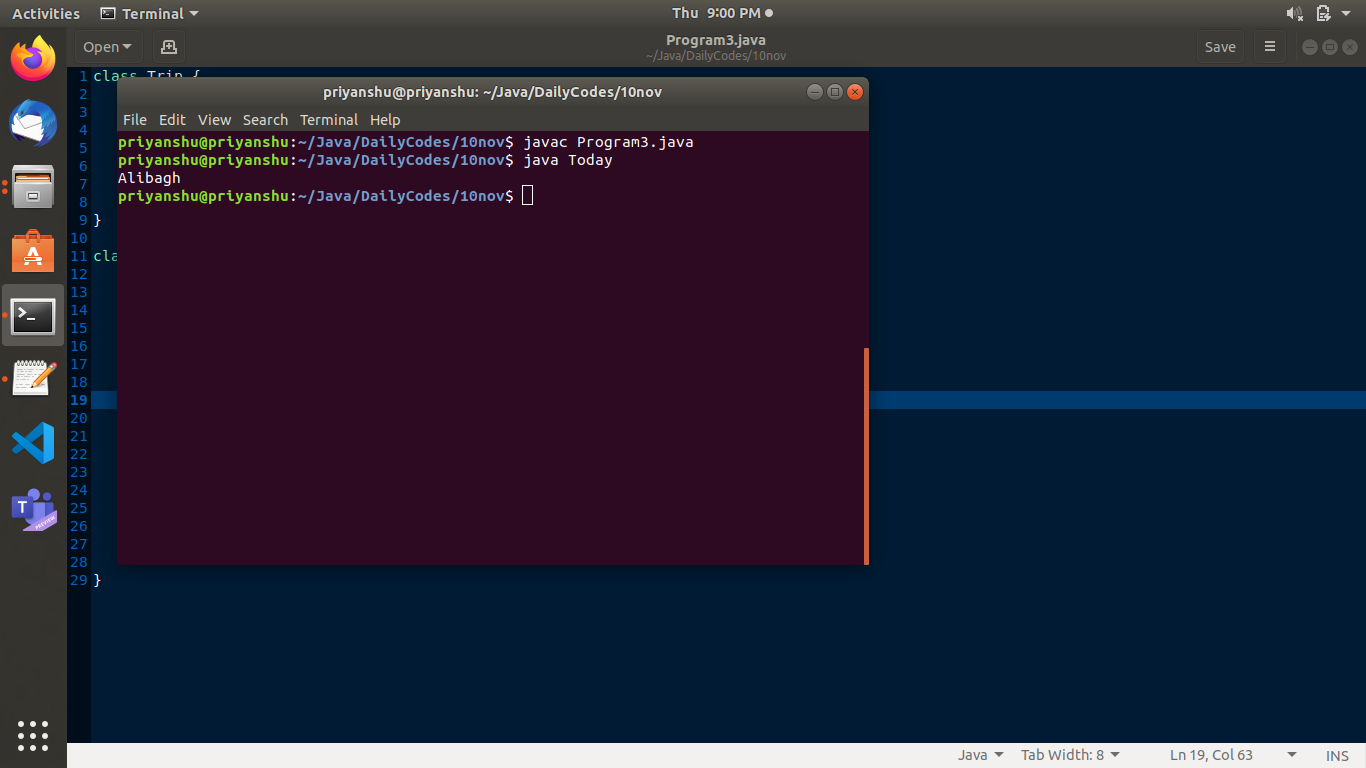 Activities Terminal Thu 9:00 PM
Open Program3.java Save
~/Java/DailyCodes/10nov
1 class Trip {
priyanshu@priyanshu: ~/Java/DailyCodes/10nov
File Edit View Search Terminal Help
priyanshu@priyanshu:~/Java/DailyCodes/10nov$ javac Program3.java
priyanshu@priyanshu:~/Java/DailyCodes/10nov$ java Today
Alibagh
priyanshu@priyanshu:~/Java/DailyCodes/10nov$
2
3
4
5
6
7
8
9 }
10
11 cla
12
13
14
15
16
17
18
19
20
21
22
23
24
25
26
27
28
29 }
T
PREVIEW
Java Tab Width: 8 Ln 19, Col 63 INS